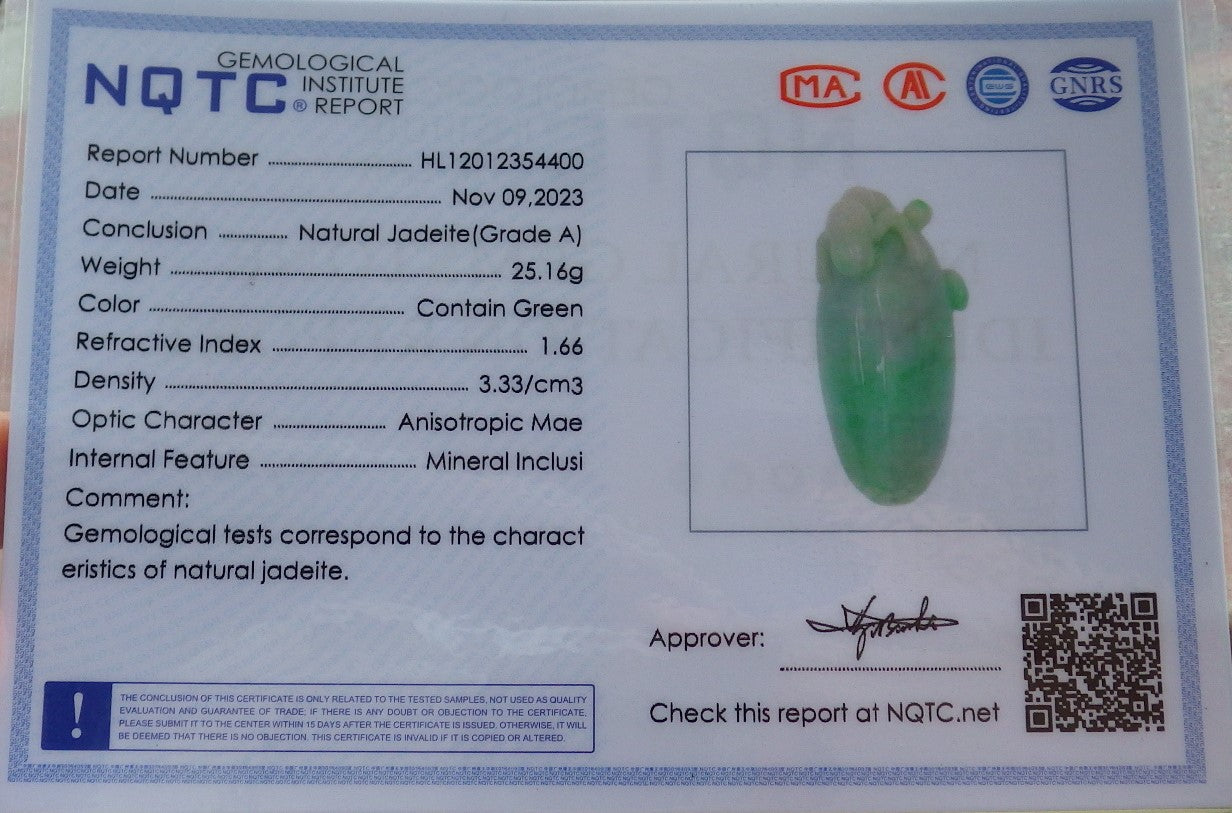 NQTC®
GEMOLOGICAL
INSTITUTE
REPORT
MA
GNRS
Report Number ........ HL12012354400
Date ........ Nov 09,2023
Conclusion ........ Natural Jadeite(Grade A)
Weight ........ 25.16g
Color ........ Contain Green
Refractive Index ........ 1.66
Density ........ 3.33/cm3
Optic Character ........ Anisotropic Mae
Internal Feature ........ Mineral Inclusi
Comment:
Gemological tests correspond to the charact
eristics of natural jadeite.
Approver:
Check this report at NQTC.net
!
THE CONCLUSION OF THIS CERTIFICATE IS ONLY RELATED TO THE TESTED SAMPLES, NOT USED AS QUALITY
EVALUATION AND GUARANTEE OF TRADE; IF THERE IS ANY DOUBT OR OBJECTION TO THE CERTIFICATE,
PLEASE SUBMIT IT TO THE CENTER WITHIN 15 DAYS AFTER THE CERTIFICATE IS ISSUED. OTHERWISE, IT WILL
BE DEEMED THAT THERE IS NO OBJECTION. THIS CERTIFICATE IS INVALID IF IT IS COPIED OR ALTERED.